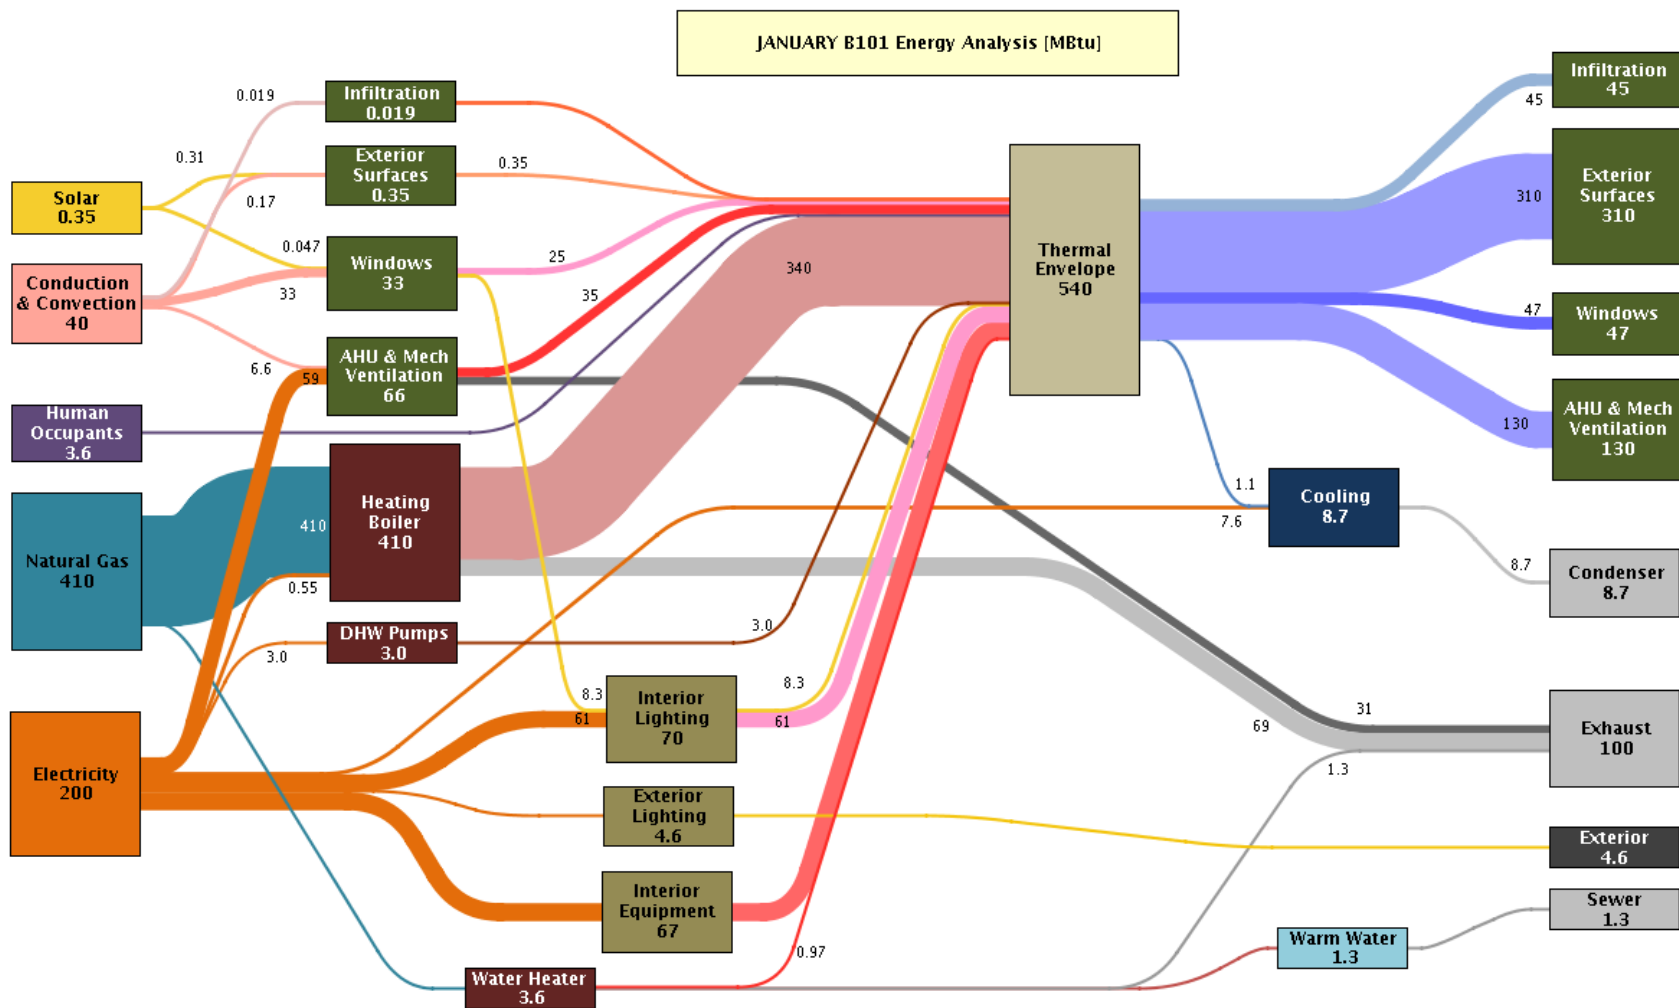 JANUARY B101 Energy Analysis [MBtu]
Solar
0.35
Conduction
& Convection
40
Human
Occupants
3.6
Natural Gas
410
Electricity
200
0.019
0.31
0.17
0.047
33
6.6
59
410
0.55
3.0
Infiltration
0.019
Exterior
Surfaces
0.35
Windows
33
AHU & Mech
Ventilation
66
Heating
Boiler
410
DHW Pumps
3.0
Water Heater
3.6
0.35
25
35
340
3.0
8.3
61
Interior
Lighting
70
Exterior
Lighting
4.6
Interior
Equipment
67
8.3
61
0.97
Thermal
Envelope
540
1.1
7.6
Cooling
8.7
69
31
1.3
Warm Water
1.3
45
310
47
130
8.7
Infiltration
45
Exterior
Surfaces
310
Windows
47
AHU & Mech
Ventilation
130
Condenser
8.7
Exhaust
100
Exterior
4.6
Sewer
1.3